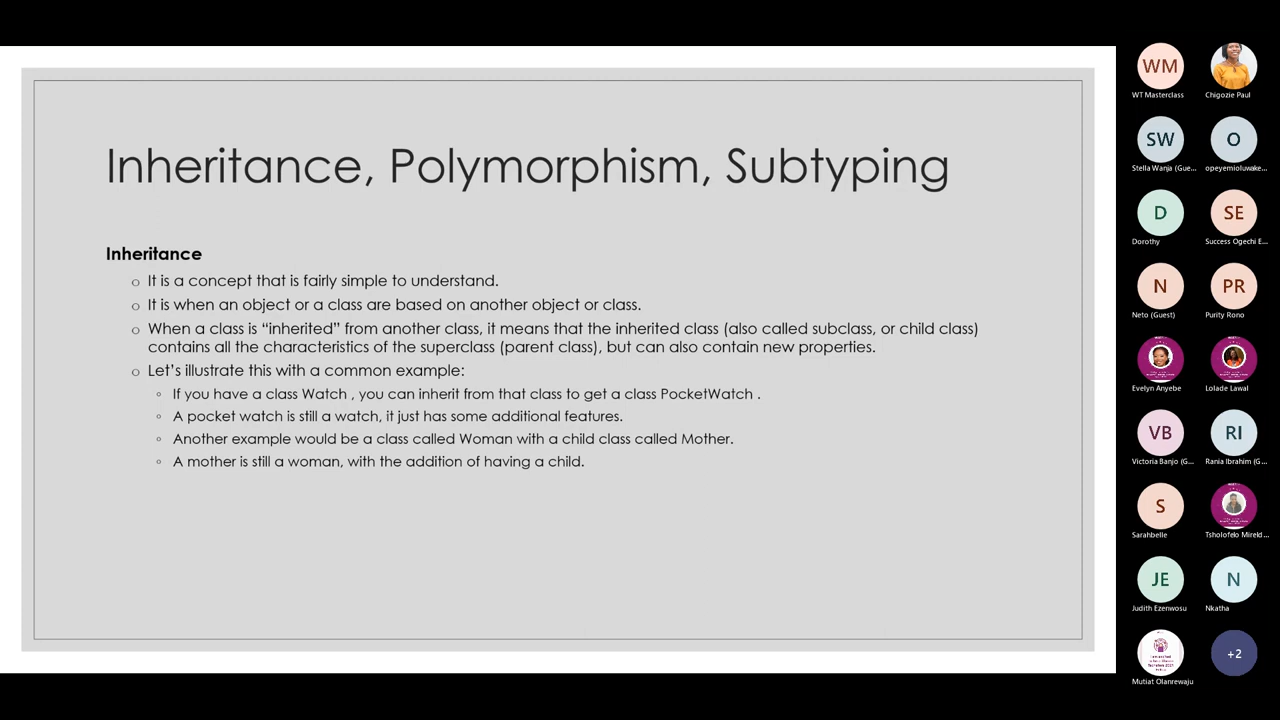 Inheritance, Polymorphism, Subtyping
Inheritance
It is a concept that is fairly simple to understand.
It is when an object or a class are based on another object or class.
When a class is “inherited” from another class, it means that the inherited class (also called subclass, or child class)
contains all the characteristics of the superclass (parent class), but can also contain new properties.
Let’s illustrate this with a common example:
If you have a class Watch , you can inherit from that class to get a class PocketWatch .
A pocket watch is still a watch, it just has some additional features.
Another example would be a class called Woman with a child class called Mother.
A mother is still a woman, with the addition of having a child.
WM
WT Masterclass
Chigozie Paul
SW
O
Stella Wanja (Gue...
opeyemioluwake...
D
SE
Dorothy
Success Ogechi E...
N
PR
Neto (Guest)
Purity Rono
Evelyn Anyebe
Lolade Lawal
VB
RI
Victoria Banjo (G...
Rania Ibrahim (G...
S
Sarahbelle
Tsholofelo Mireld...
JE
N
Judith Ezenwosu
Nkatha
+2
Mutiat Olanrewaju